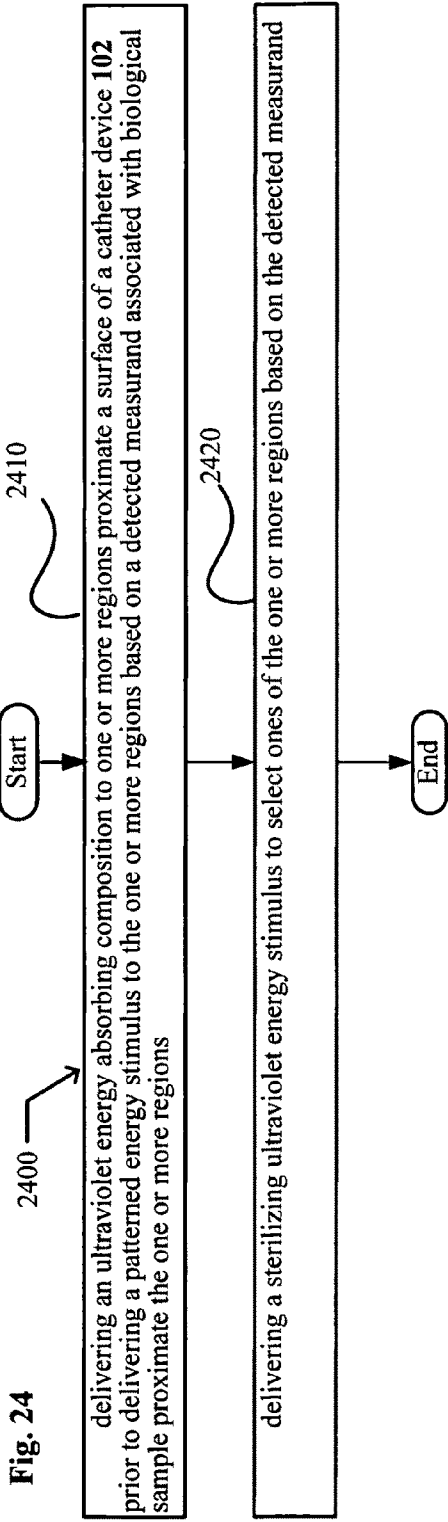 Fig. 24
2400
Start
2410
delivering an ultraviolet energy absorbing composition to one or more regions proximate a surface of a catheter device 102
prior to delivering a patterned energy stimulus to the one or more regions based on a detected measurand associated with biological
sample proximate the one or more regions
2420
delivering a sterilizing ultraviolet energy stimulus to select ones of the one or more regions based on the detected measurand
End